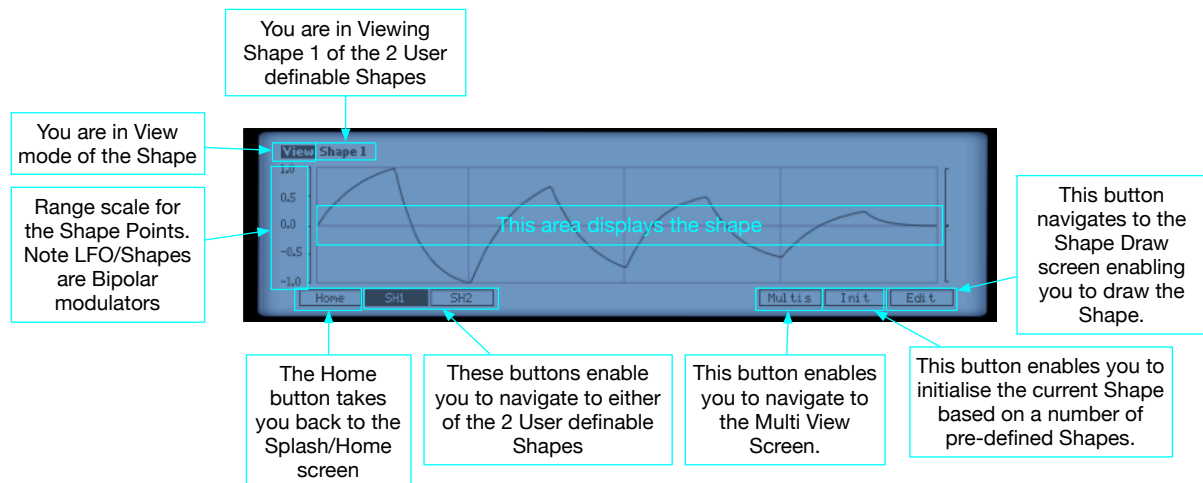 You are in Viewing
Shape 1 of the 2 User
definable Shapes
You are in View
mode of the Shape
Range scale for
the Shape Points.
Note LFO/Shapes
are Bipolar
modulators
View Shape 1
1.0
0.5
0.0
-0.5
-1.0
This area displays the shape
Home SH1 SH2 Multis Init Edit
This button
navigates to the
Shape Draw
screen enabling
you to draw the
Shape.
The Home
button takes
you back to the
Splash/Home
screen
These buttons enable
you to navigate to either
of the 2 User definable
Shapes
This button enables
you to navigate to
the Multi View
Screen.
This button enables you to
initialise the current Shape
based on a number of
pre-defined Shapes.